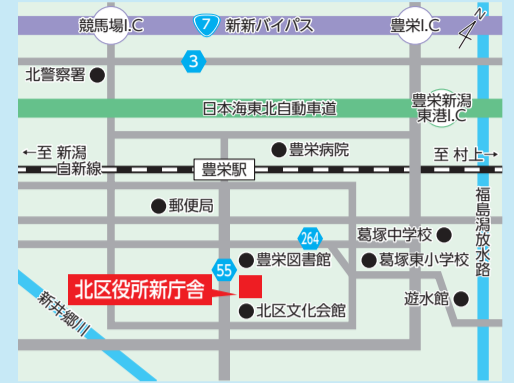 競馬場I.C
7
新新バイパス
豊栄I.C
N
3
北警察署
日本海東北自動車道
豊栄新潟
東港I.C
豊栄病院
←至 新潟
白新線
豊栄駅
至 村上→
郵便局
福島潟放水路
264
葛塚中学校
55
豊栄図書館
葛塚東小学校
北区役所新庁舎
遊水館
新井郷川
北区文化会館